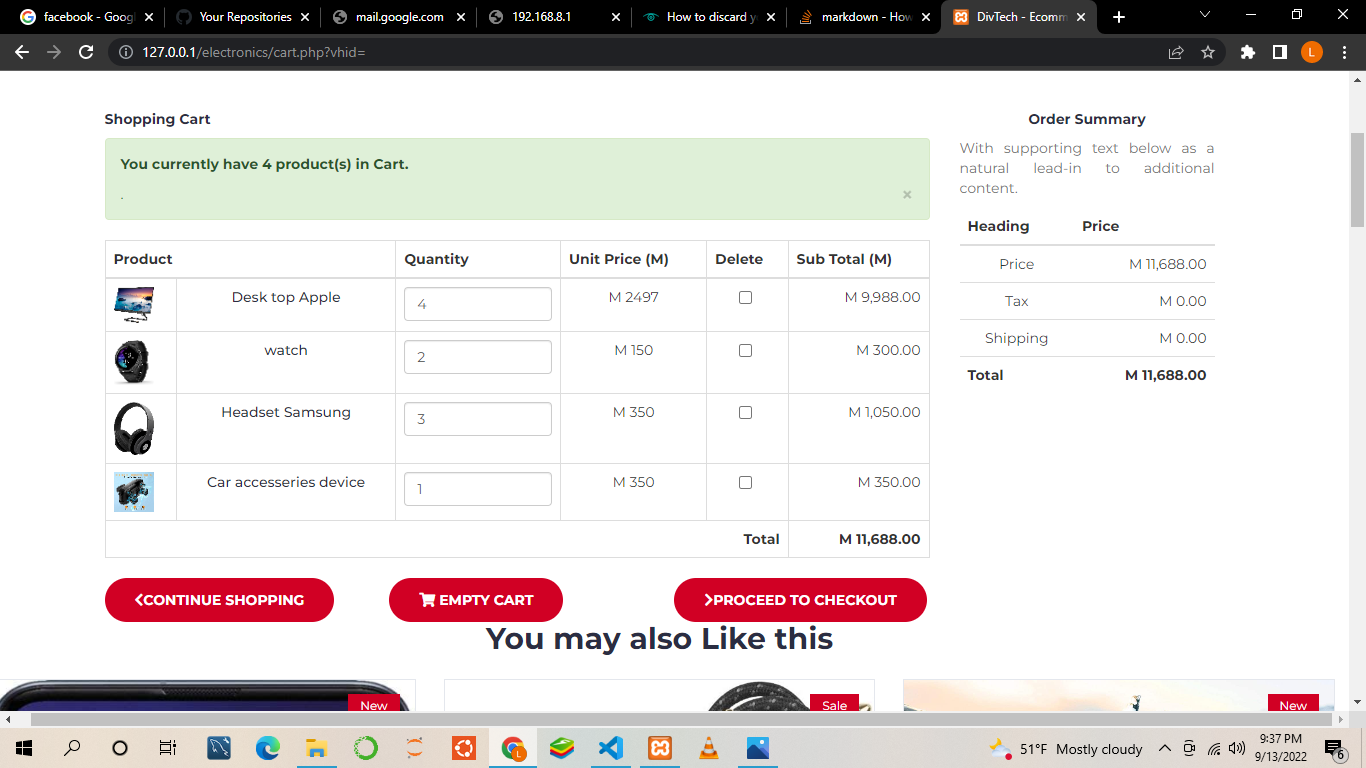 facebook - Goog
Your Repositories
mail.google.com
192.168.8.1
How to discard y
markdown - How
DivTech - Ecomm
127.0.0.1/electronics/cart.php?vhid=
L
Shopping Cart
You currently have 4 product(s) in Cart.
.
×
Product Quantity Unit Price (M) Delete Sub Total (M)
Desk top Apple 4 M 2497 M 9,988.00
watch 2 M 150 M 300.00
Headset Samsung 3 M 350 M 1,050.00
Car accesseries device 1 M 350 M 350.00
Total M 11,688.00
CONTINUE SHOPPING
EMPTY CART
PROCEED TO CHECKOUT
Order Summary
With supporting text below as a
natural lead-in to additional
content.
Heading Price
Price M 11,688.00
Tax M 0.00
Shipping M 0.00
Total M 11,688.00
You may also Like this
New
Sale
New
51°F Mostly cloudy
9:37 PM
9/13/2022
6